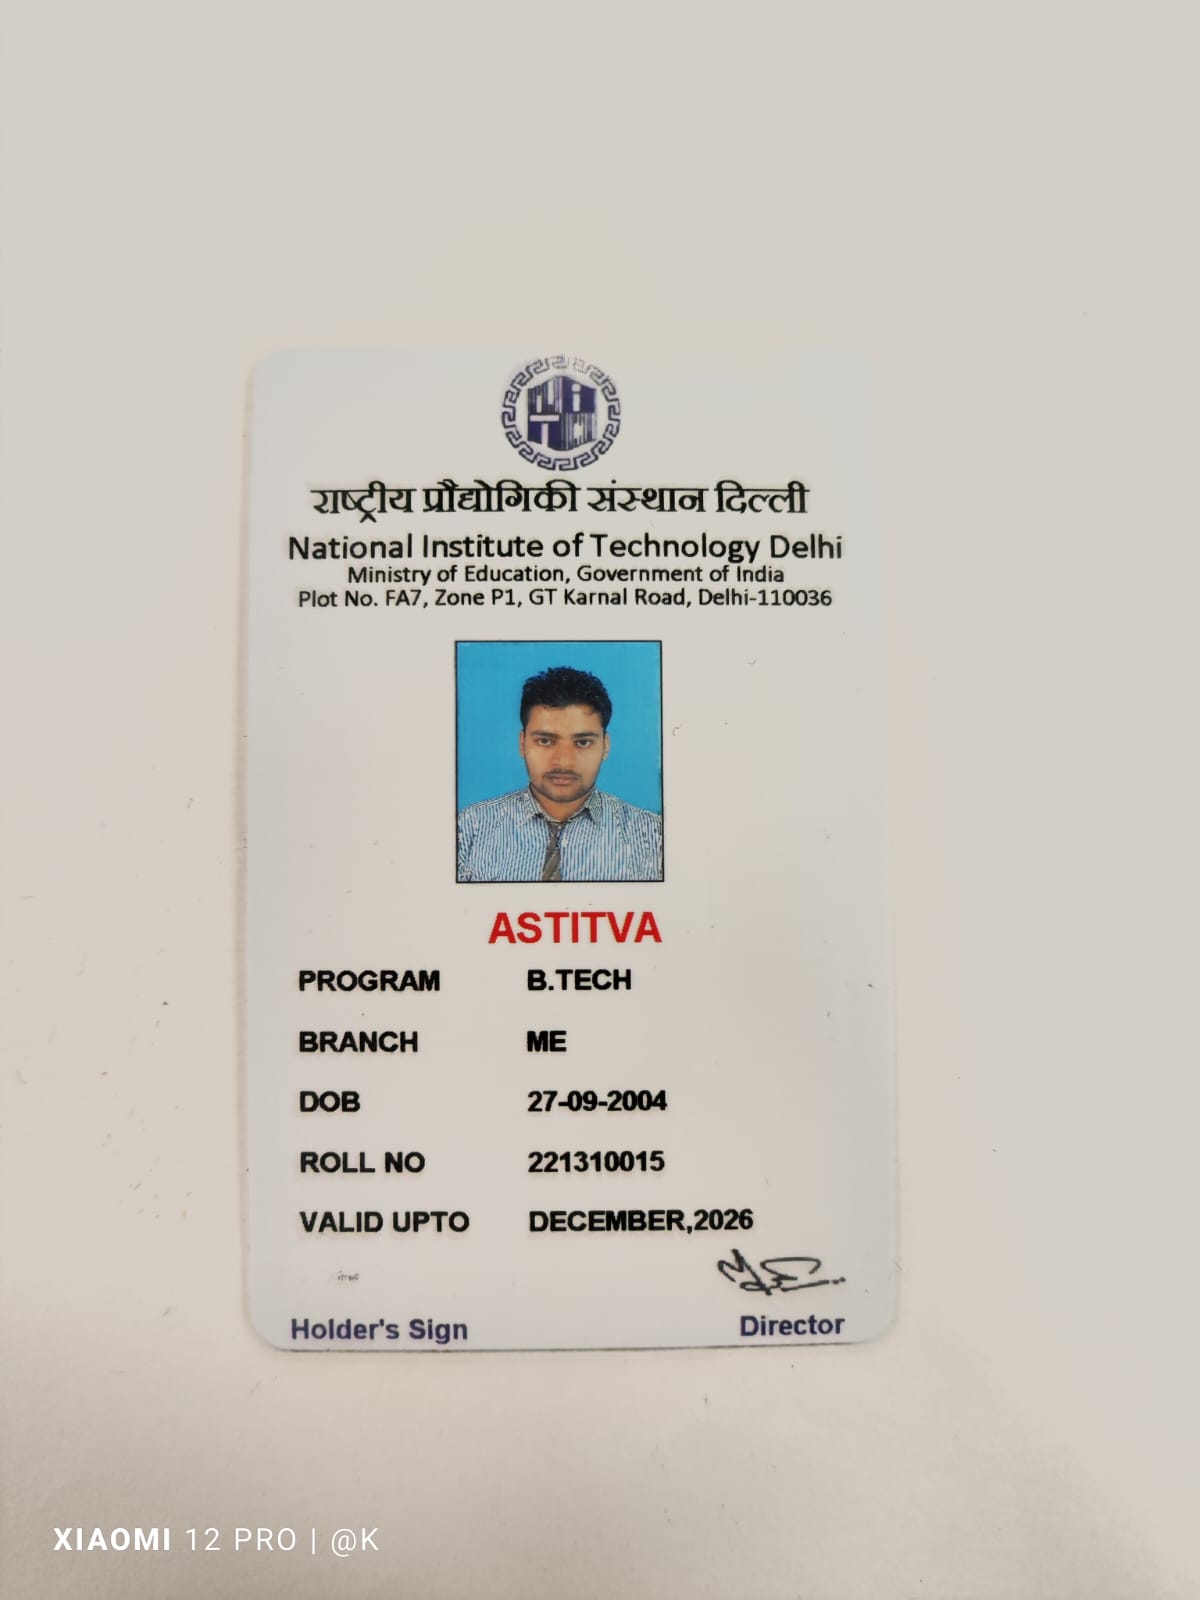 राष्ट्रीय प्रौद्योगिकी संस्थान दिल्ली
National Institute of Technology Delhi
Ministry of Education, Government of India
Plot No. FA7, Zone P1, GT Karnal Road, Delhi-110036
ASTITVA
PROGRAM B.TECH
BRANCH ME
DOB 27-09-2004
ROLL NO 221310015
VALID UPTO DECEMBER,2026
Holder's Sign Director
XIAOMI 12 PRO | @K